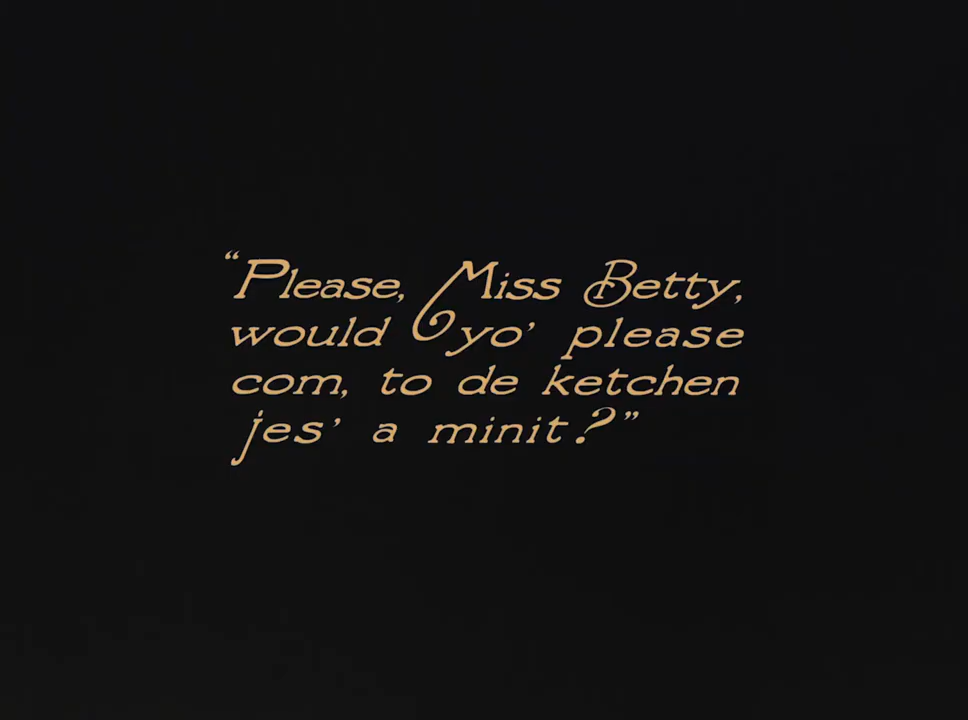 “Please, Miss Betty,
would yo’ please
com, to de ketchen
jes’ a minit?”